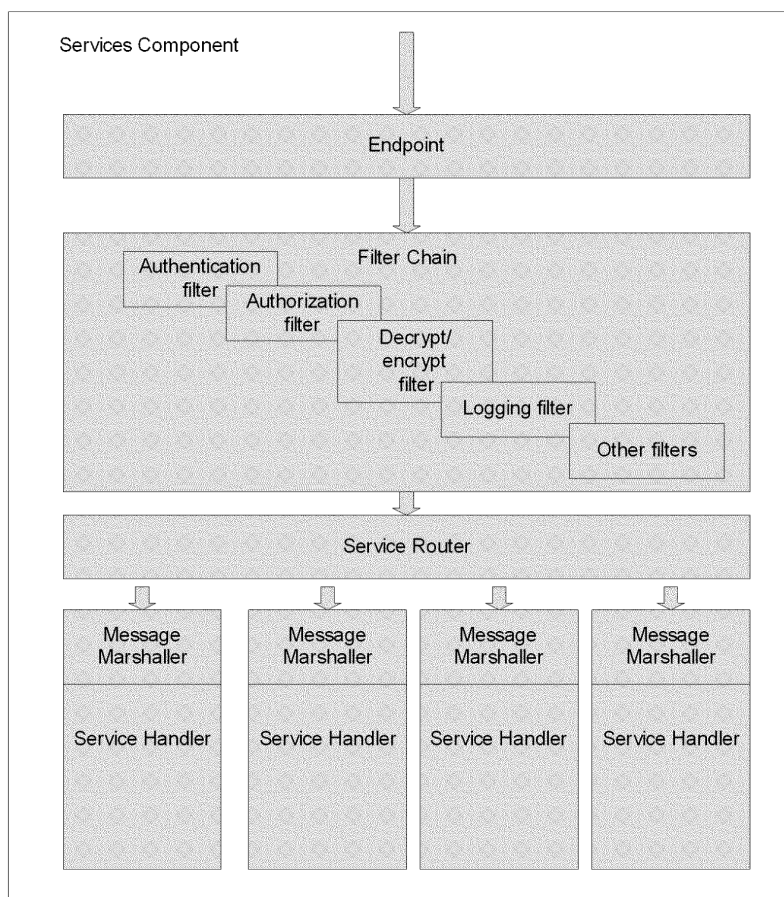 Services Component
Endpoint
Filter Chain
Authentication
filter
Authorization
filter
Decrypt/
encrypt
filter
Logging filter
Other filters
Service Router
Message
Marshaller
Service Handler
Message
Marshaller
Service Handler
Message
Marshaller
Service Handler
Message
Marshaller
Service Handler